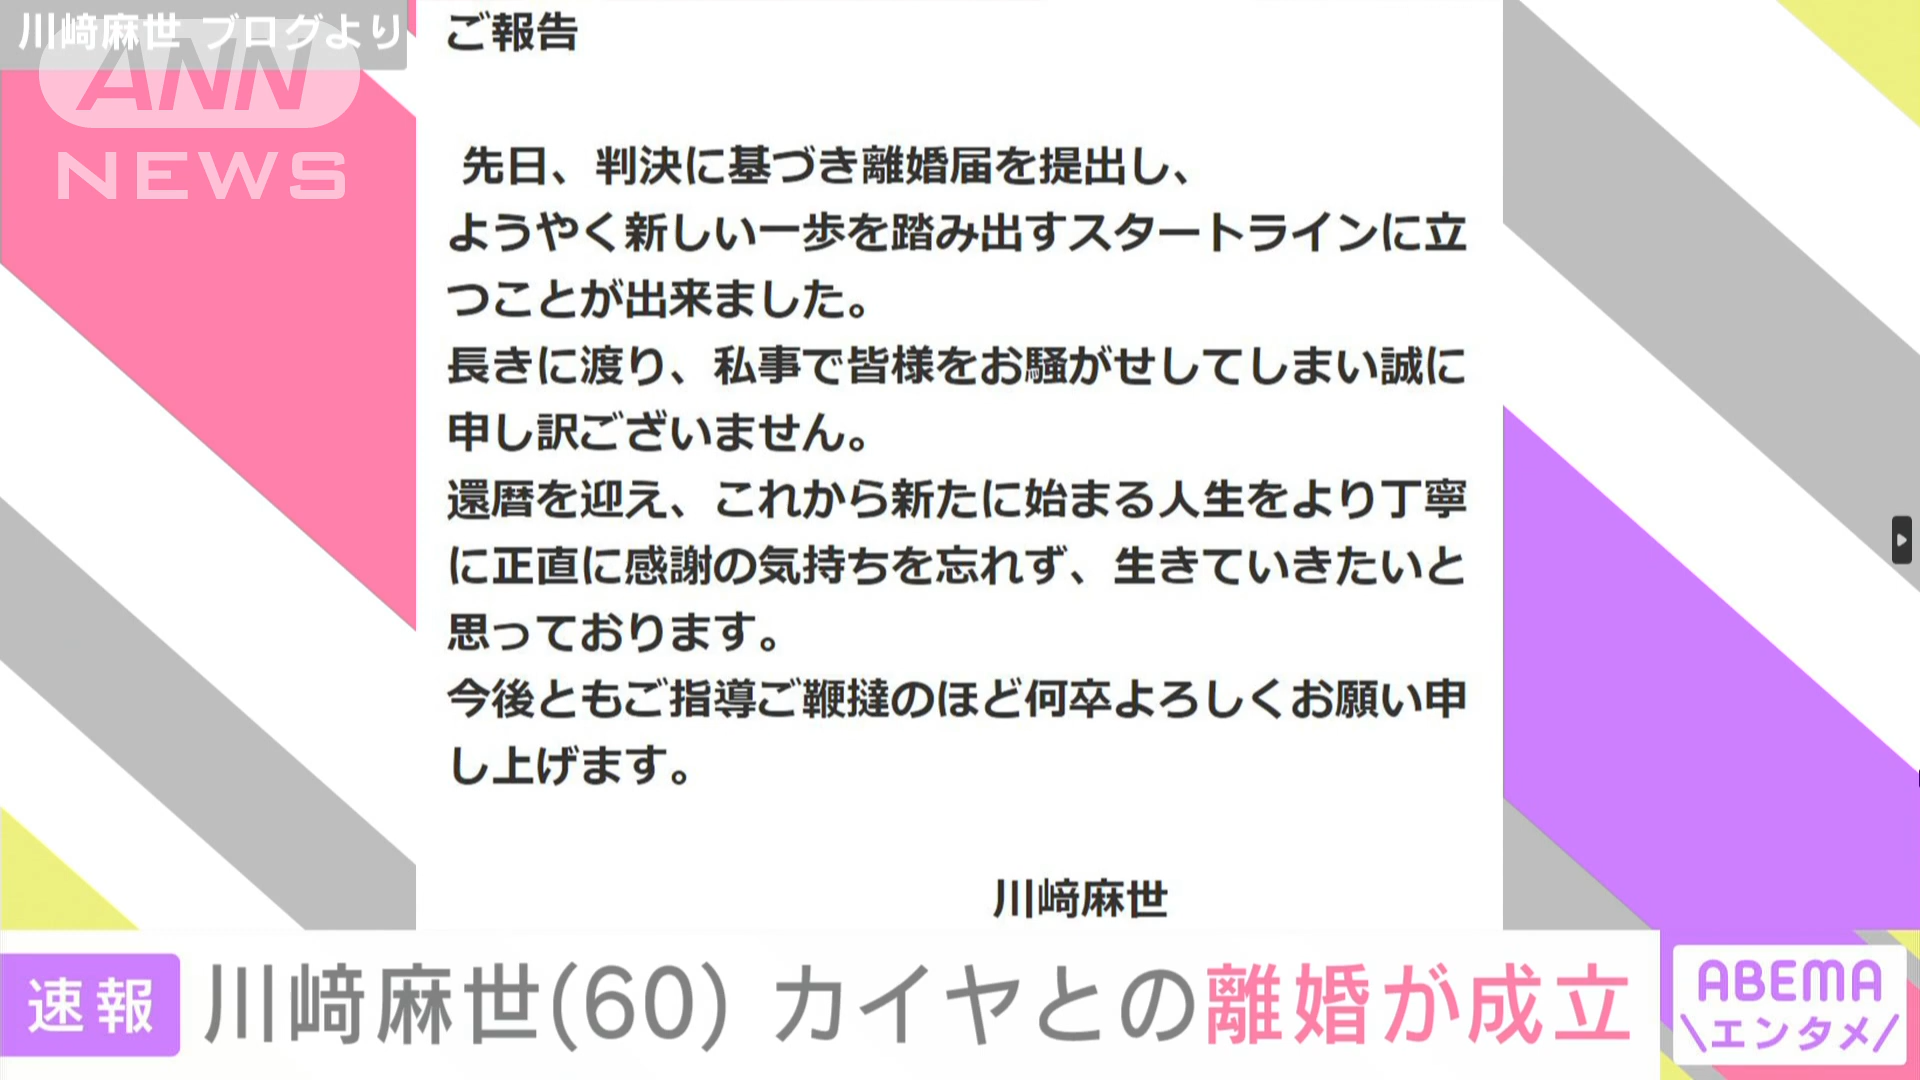 川﨑麻世 ブログより
ANN
NEWS
ご報告
先日、判決に基づき離婚届を提出し、
ようやく新しい一歩を踏み出すスタートラインに立
つことが出来ました。
長きに渡り、私事で皆様をお騒がせしてしまい誠に
申し訳ございません。
還暦を迎え、これから新たに始まる人生をより丁寧
に正直に感謝の気持ちを忘れず、生きていきたいと
思っております。
今後ともご指導ご鞭撻のほど何卒よろしくお願い申
し上げます。
川﨑麻世
速報
川﨑麻世(60) カイヤとの離婚が成立
ABEMA
\エンタメ/